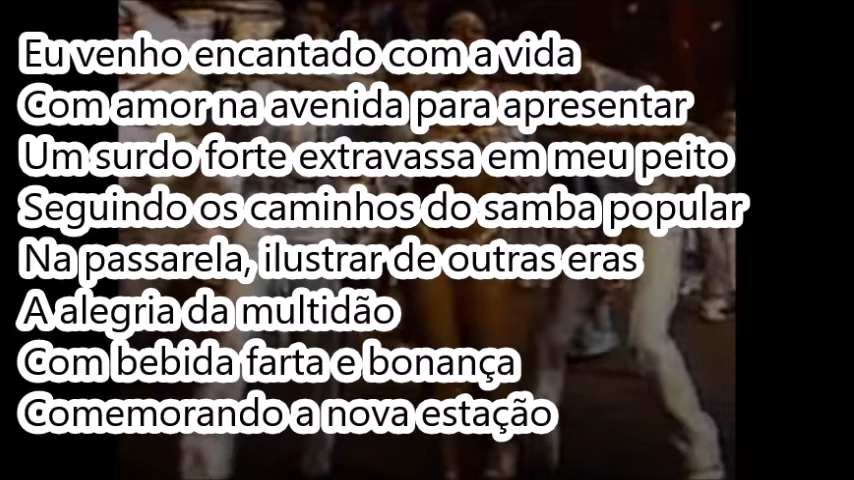 Eu venho encantado com a vida
Com amor na avenida para apresentar
Um surdo forte extravassa em meu peito
Seguindo os caminhos do samba popular
Na passarela, ilustrar de outras eras
A alegria da multidão
Com bebida farta e bonança
Comemorando a nova estação